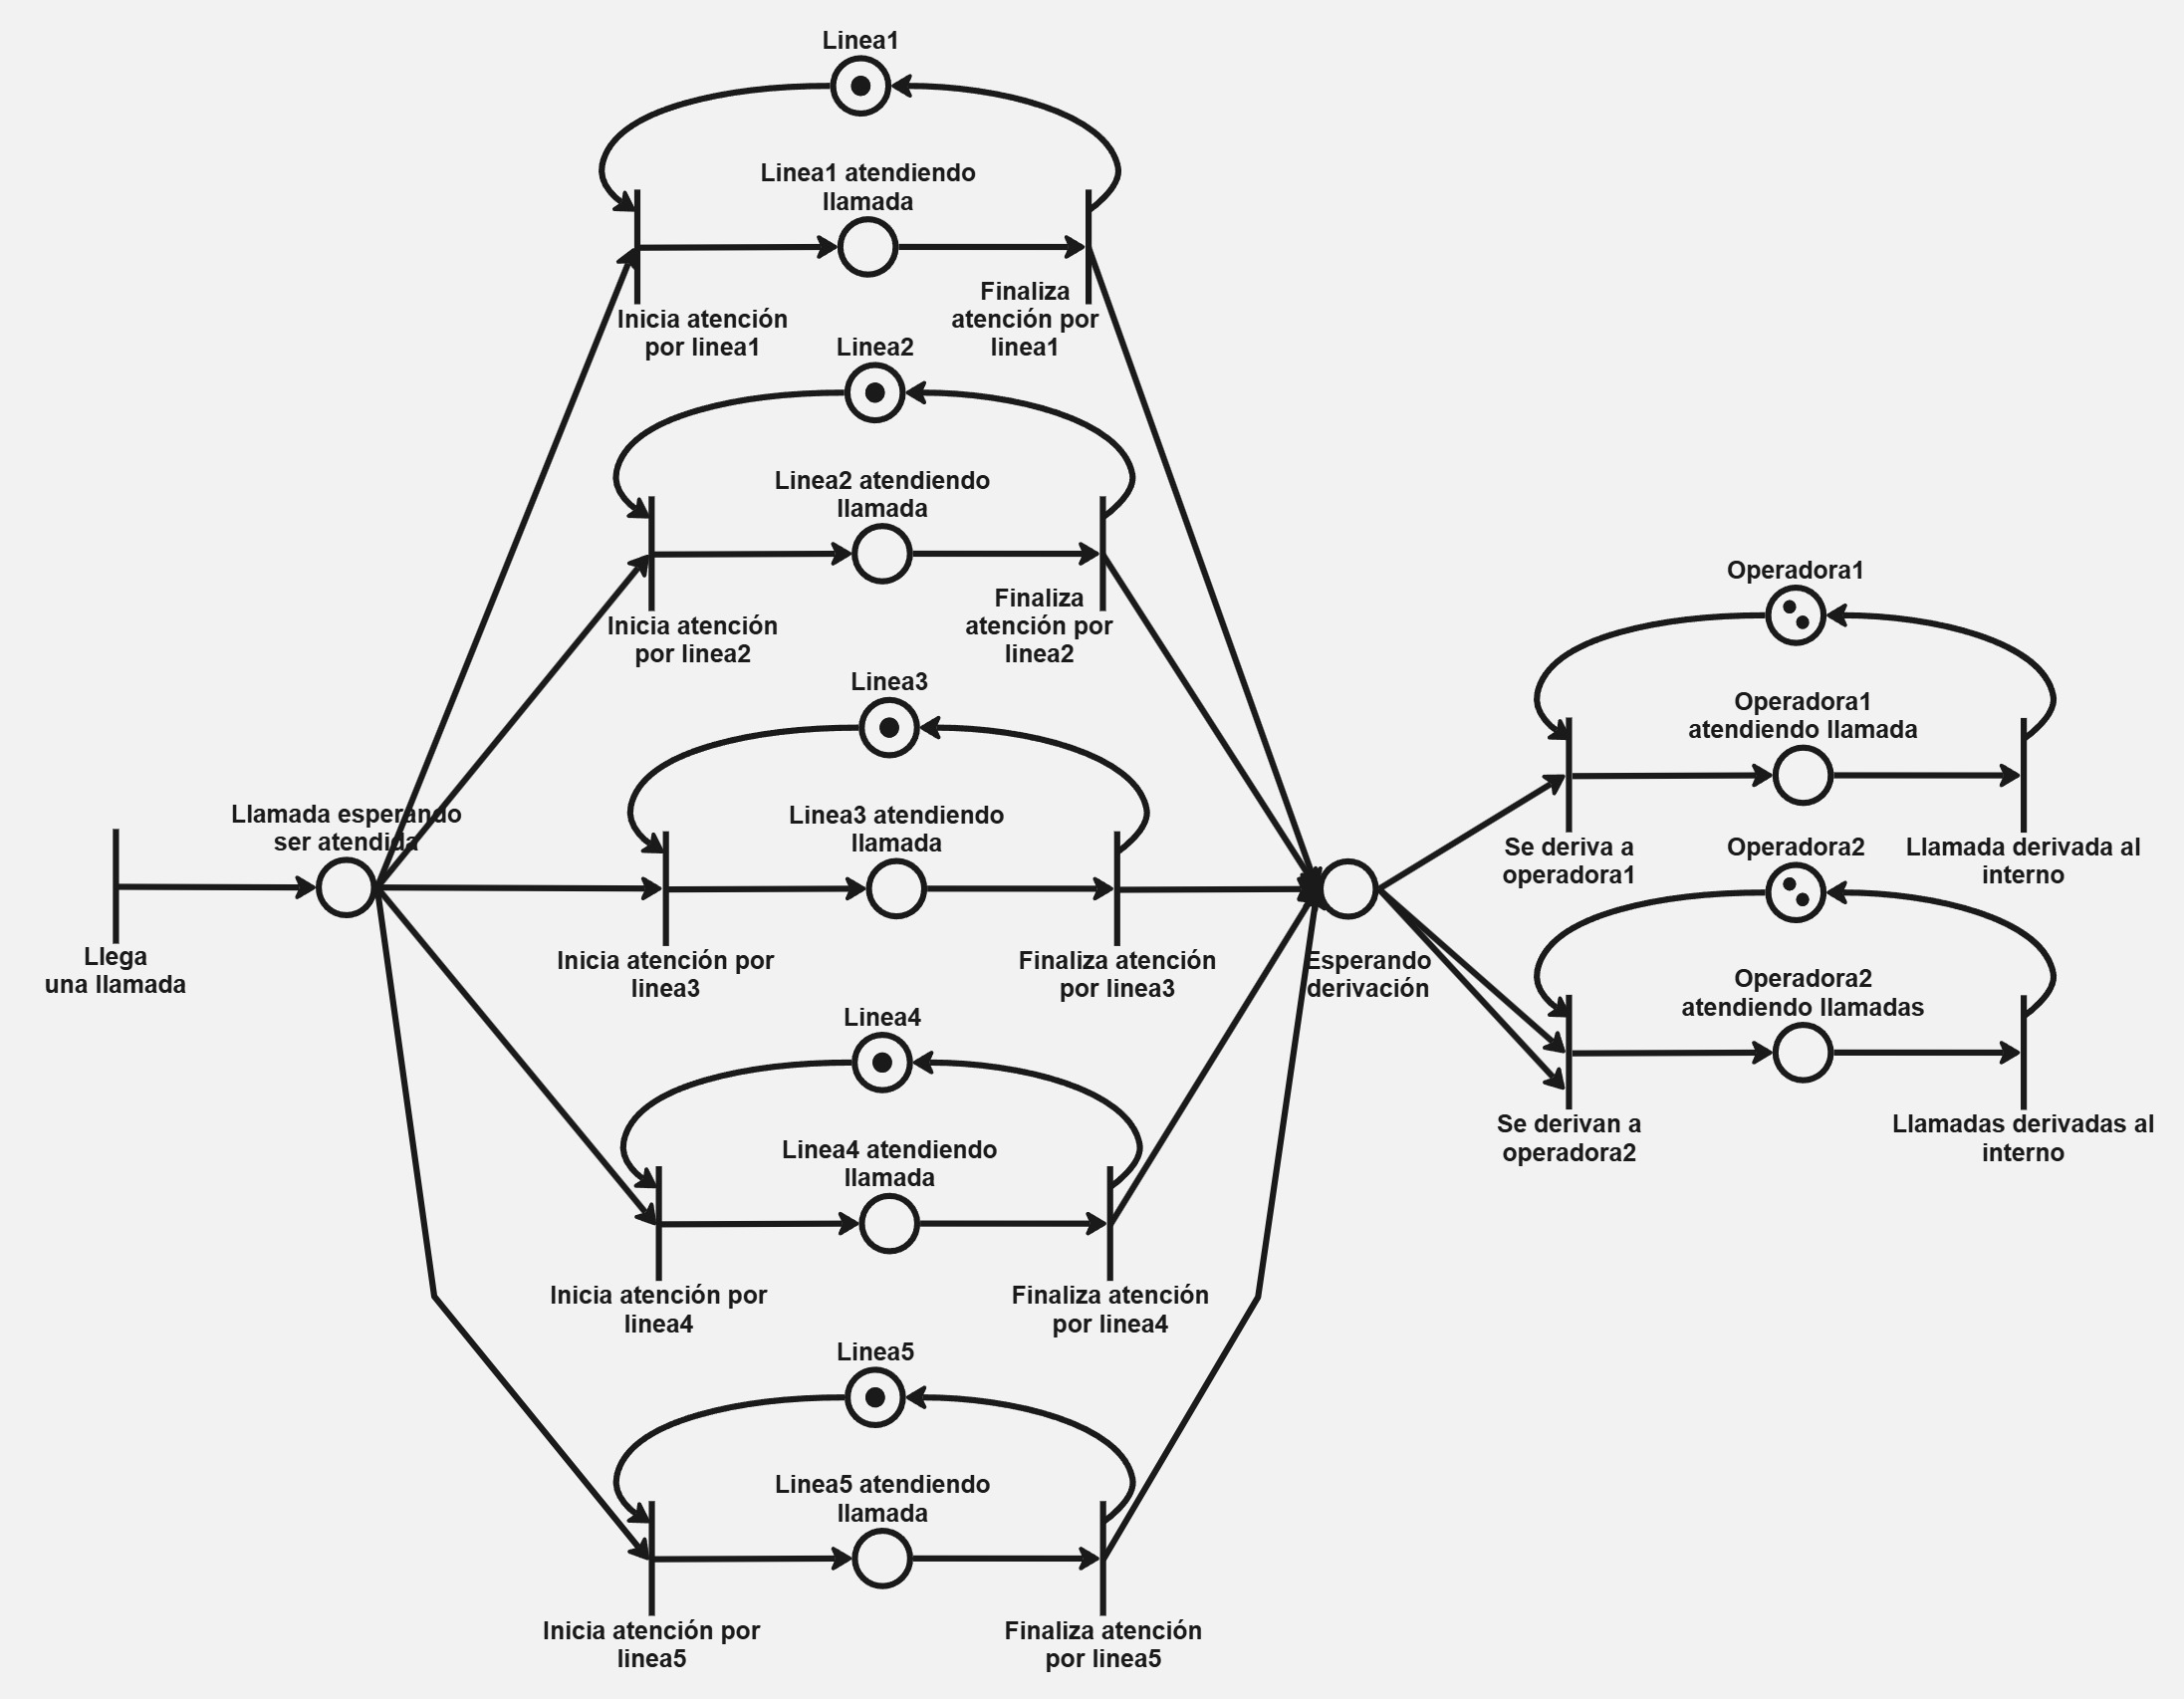 Linea1
Linea1 atendiendo
llamada
Inicia atención
por linea1
Finaliza
atención por
linea1
Linea2
Linea2 atendiendo
llamada
Inicia atención
por linea2
Finaliza
atención por
linea2
Linea3
Linea3 atendiendo
llamada
Inicia atención por
linea3
Finaliza atención
por linea3
Llamada esperando
ser atendida
Llega
una llamada
Esperando
derivación
Operadora1
Operadora1
atendiendo llamada
Se deriva a
operadora1
Llamada derivada al
interno
Operadora2
Operadora2
atendiendo llamadas
Se derivan a
operadora2
Llamadas derivadas al
interno
Linea4
Linea4 atendiendo
llamada
Inicia atención por
linea4
Finaliza atención
por linea4
Linea5
Linea5 atendiendo
llamada
Inicia atención por
linea5
Finaliza atención
por linea5